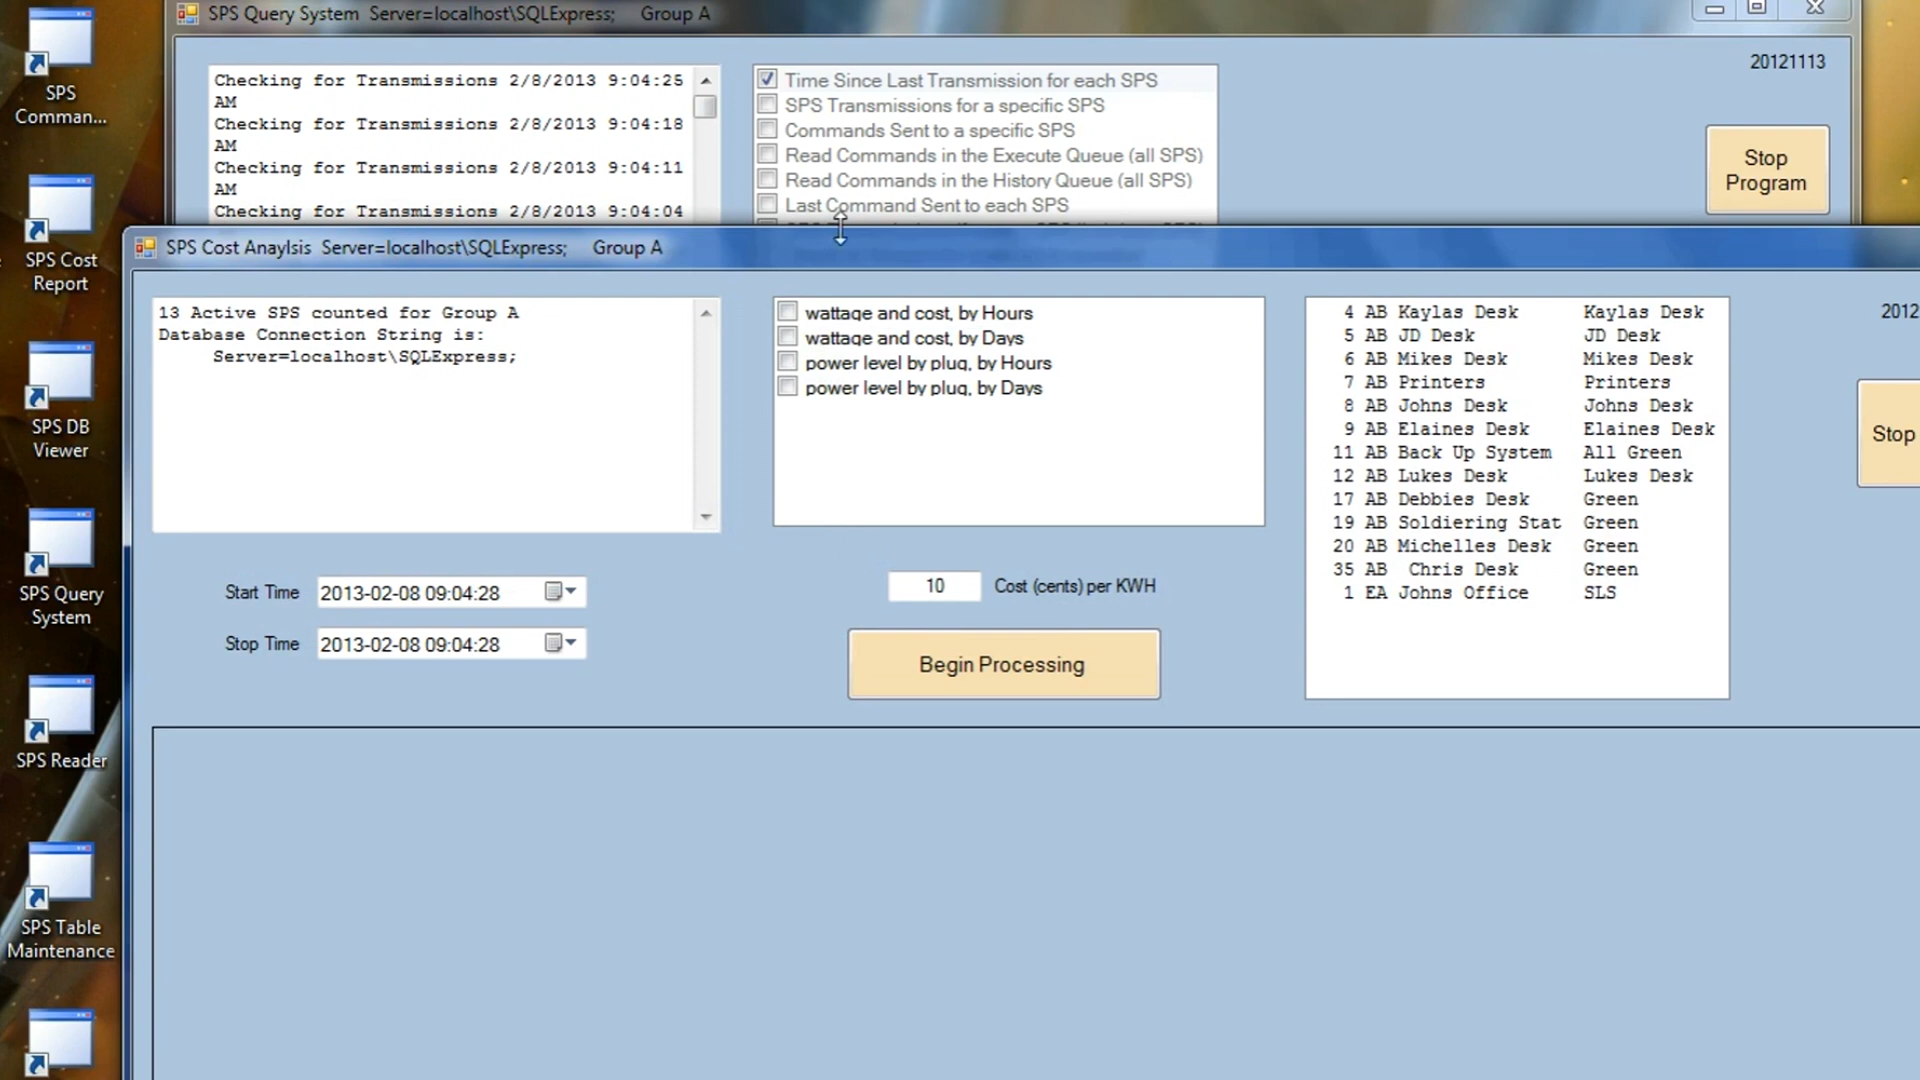 SPS Query System Server=localhost\SQLExpress; Group A
20121113
Checking for Transmissions 2/8/2013 9:04:25
AM
Checking for Transmissions 2/8/2013 9:04:18
AM
Checking for Transmissions 2/8/2013 9:04:11
AM
Checking for Transmissions 2/8/2013 9:04:04
Time Since Last Transmission for each SPS
SPS Transmissions for a specific SPS
Commands Sent to a specific SPS
Read Commands in the Execute Queue (all SPS)
Read Commands in the History Queue (all SPS)
Last Command Sent to each SPS
Stop
Program
SPS
Comman...
SPS Cost
Report
SPS DB
Viewer
SPS Query
System
SPS Reader
SPS Table
Maintenance
SPS Cost Anaylsis Server=localhost\SQLExpress; Group A
13 Active SPS counted for Group A
Database Connection String is:
Server=localhost\SQLExpress;
wattage and cost, by Hours
wattage and cost, by Days
power level by plug, by Hours
power level by plug, by Days
4 AB Kaylas Desk Kaylas Desk
5 AB JD Desk JD Desk
6 AB Mikes Desk Mikes Desk
7 AB Printers Printers
8 AB Johns Desk Johns Desk
9 AB Elaines Desk Elaines Desk
11 AB Back Up System All Green
12 AB Lukes Desk Lukes Desk
17 AB Debbies Desk Green
19 AB Soldiering Stat Green
20 AB Michelles Desk Green
35 AB Chris Desk Green
1 EA Johns Office SLS
2012
Stop
Start Time 2013-02-08 09:04:28
Stop Time 2013-02-08 09:04:28
10 Cost (cents) per KWH
Begin Processing